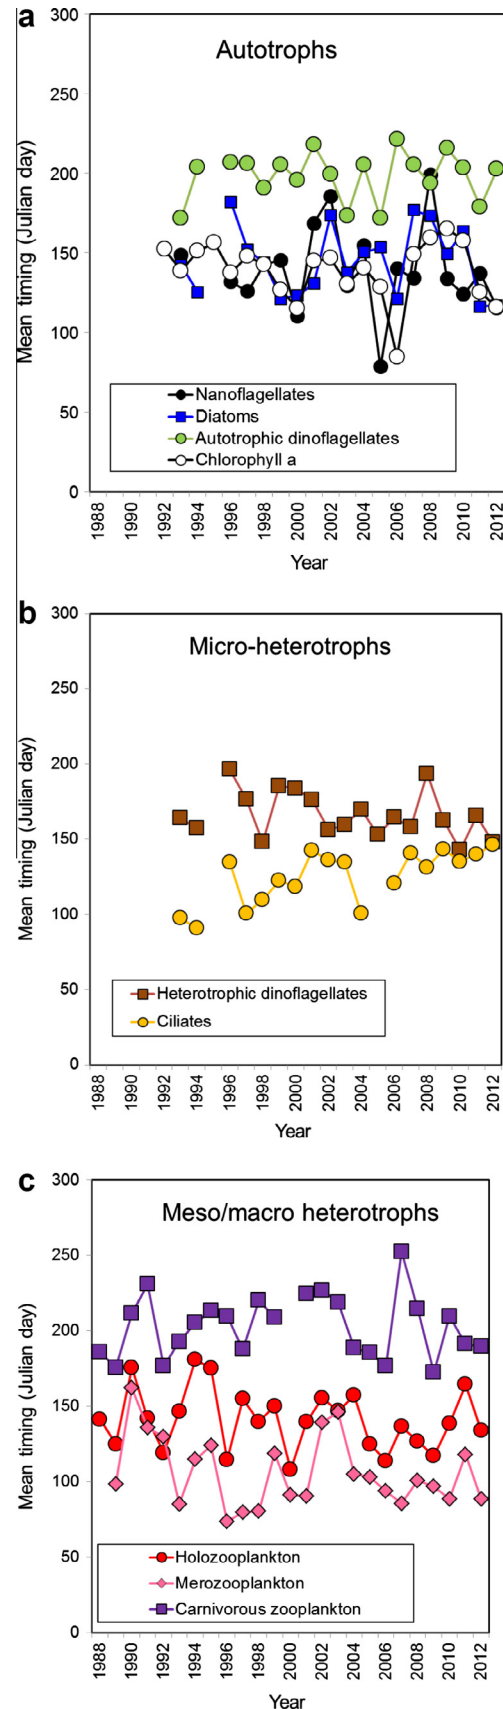 a
Autotrophs
Mean timing (Julian day)
300
250
200
150
100
50
0
Nanoflagellates
Diatoms
Autotrophic dinoflagellates
Chlorophyll a
1988
1990
1992
1994
1996
1998
2000
2002
2004
2006
2008
2010
2012
Year
b
Micro-heterotrophs
Mean timing (Julian day)
300
250
200
150
100
50
0
Heterotrophic dinoflagellates
Ciliates
1988
1990
1992
1994
1996
1998
2000
2002
2004
2006
2008
2010
2012
Year
c
Meso/macro heterotrophs
Mean timing (Julian day)
300
250
200
150
100
50
0
Holozooplankton
Merozooplankton
Carnivorous zooplankton
1988
1990
1992
1994
1996
1998
2000
2002
2004
2006
2008
2010
2012
Year